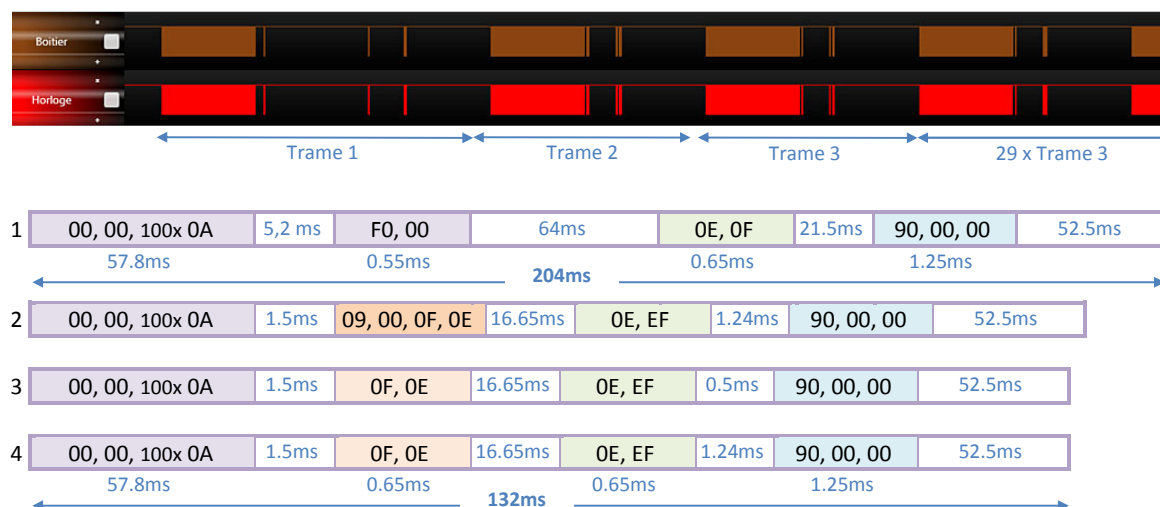 Boitier
Horloge
Trame 1 Trame 2 Trame 3 29 x Trame 3
1 00, 00, 100x 0A 5,2 ms F0, 00 64ms 0E, 0F 21.5ms 90, 00, 00 52.5ms
57.8ms 0.55ms 0.65ms 1.25ms
204ms
2 00, 00, 100x 0A 1.5ms 09, 00, 0F, 0E 16.65ms 0E, EF 1.24ms 90, 00, 00 52.5ms
3 00, 00, 100x 0A 1.5ms 0F, 0E 16.65ms 0E, EF 0.5ms 90, 00, 00 52.5ms
4 00, 00, 100x 0A 1.5ms 0F, 0E 16.65ms 0E, EF 1.24ms 90, 00, 00 52.5ms
57.8ms 0.65ms 0.65ms 1.25ms
132ms